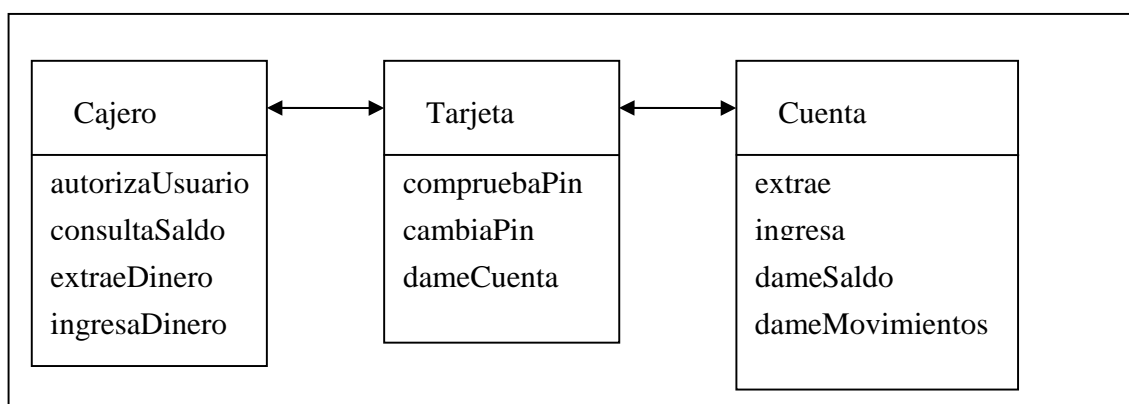 Cajero
autorizaUsuario
consultaSaldo
extraeDinero
ingresaDinero
Tarjeta
compruebaPin
cambiaPin
dameCuenta
Cuenta
extrae
ingresa
dameSaldo
dameMovimientos